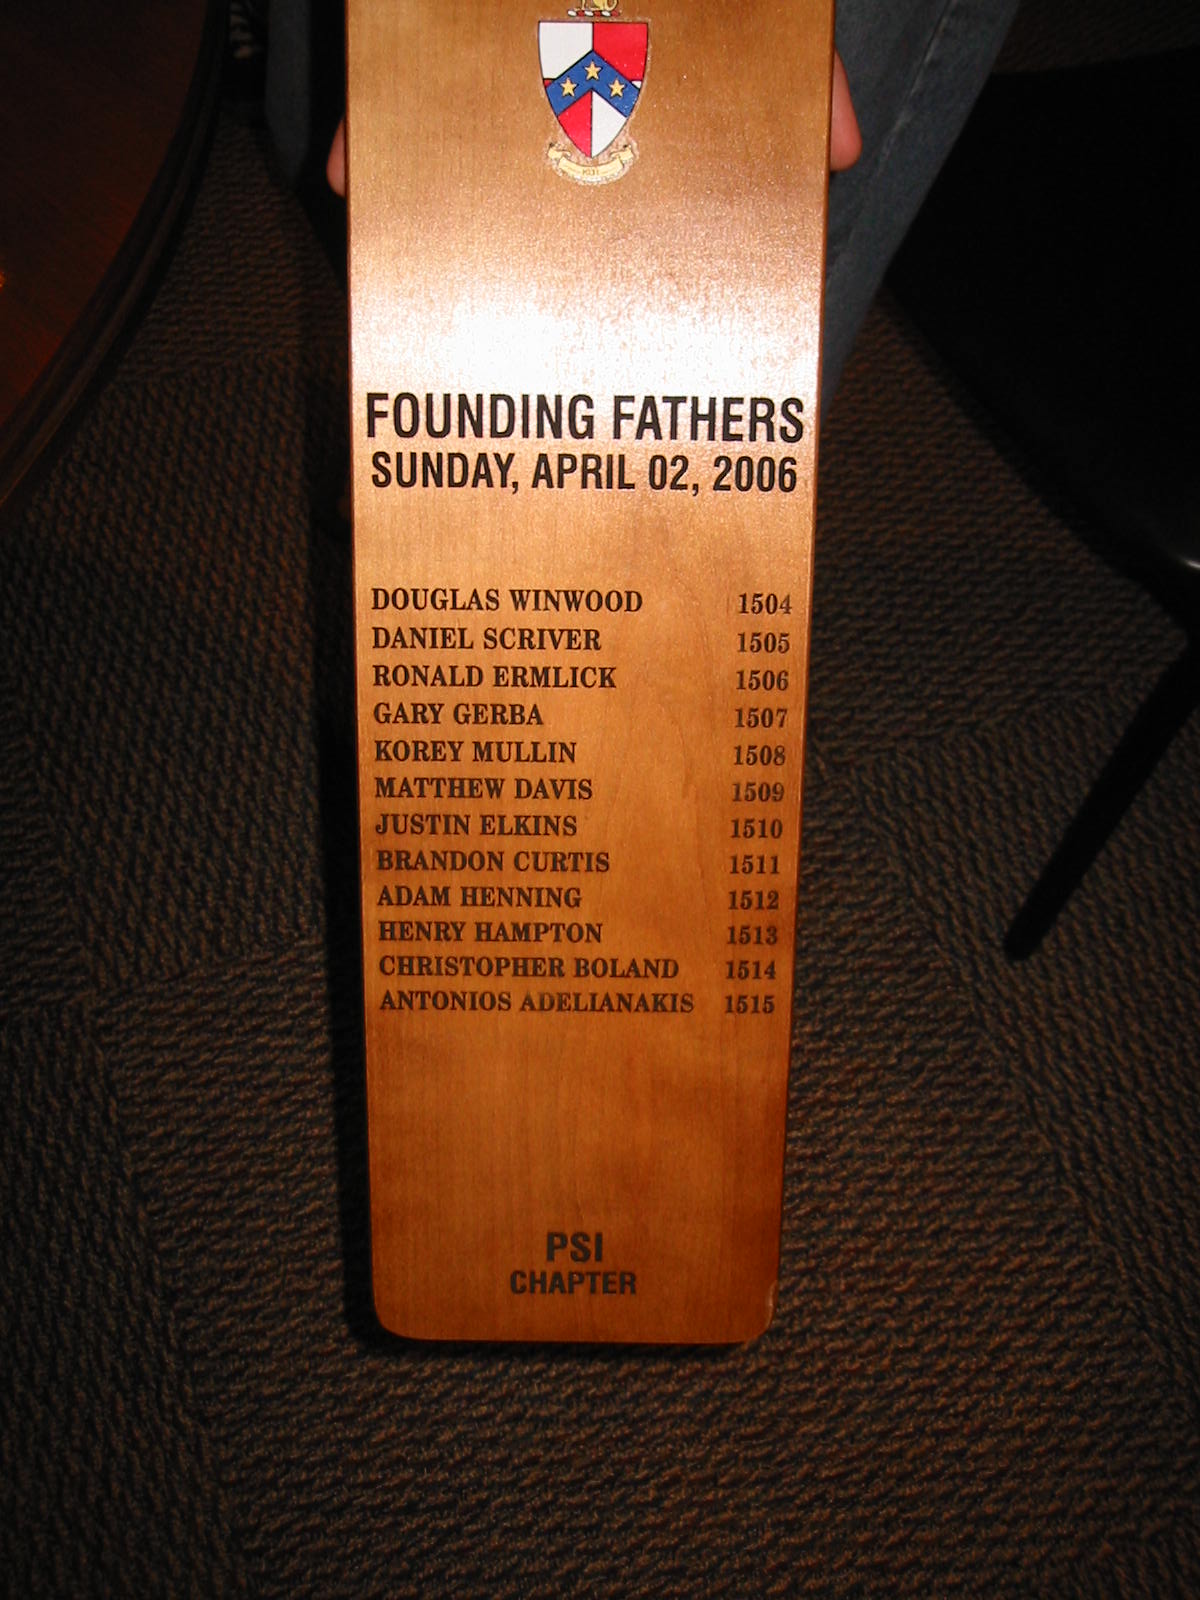 FOUNDING FATHERS
SUNDAY, APRIL 02, 2006
DOUGLAS WINWOOD 1504
DANIEL SCRIVER 1505
RONALD ERMLICK 1506
GARY GERBA 1507
KOREY MULLIN 1508
MATTHEW DAVIS 1509
JUSTIN ELKINS 1510
BRANDON CURTIS 1511
ADAM HENNING 1512
HENRY HAMPTON 1513
CHRISTOPHER BOLAND 1514
ANTONIOS ADELIANAKIS 1515
PSI
CHAPTER